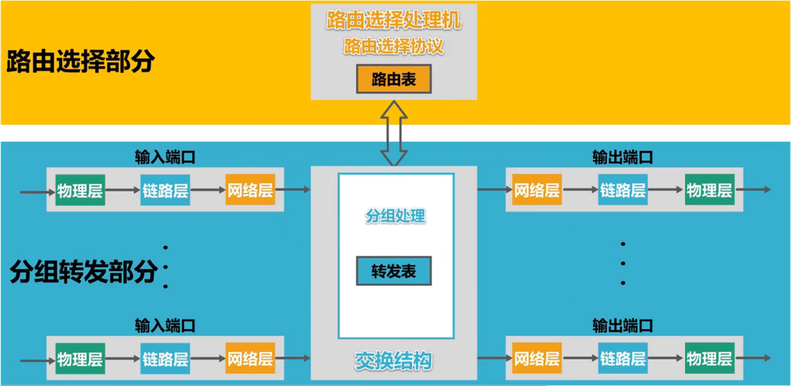 路由选择处理机
路由选择协议
路由选择部分
路由表
输入端口
输出端口
物理层
链路层
网络层
网络层
链路层
物理层
分组处理
分组转发部分
转发表
输入端口
输出端口
物理层
链路层
网络层
交换结构
网络层
链路层
物理层